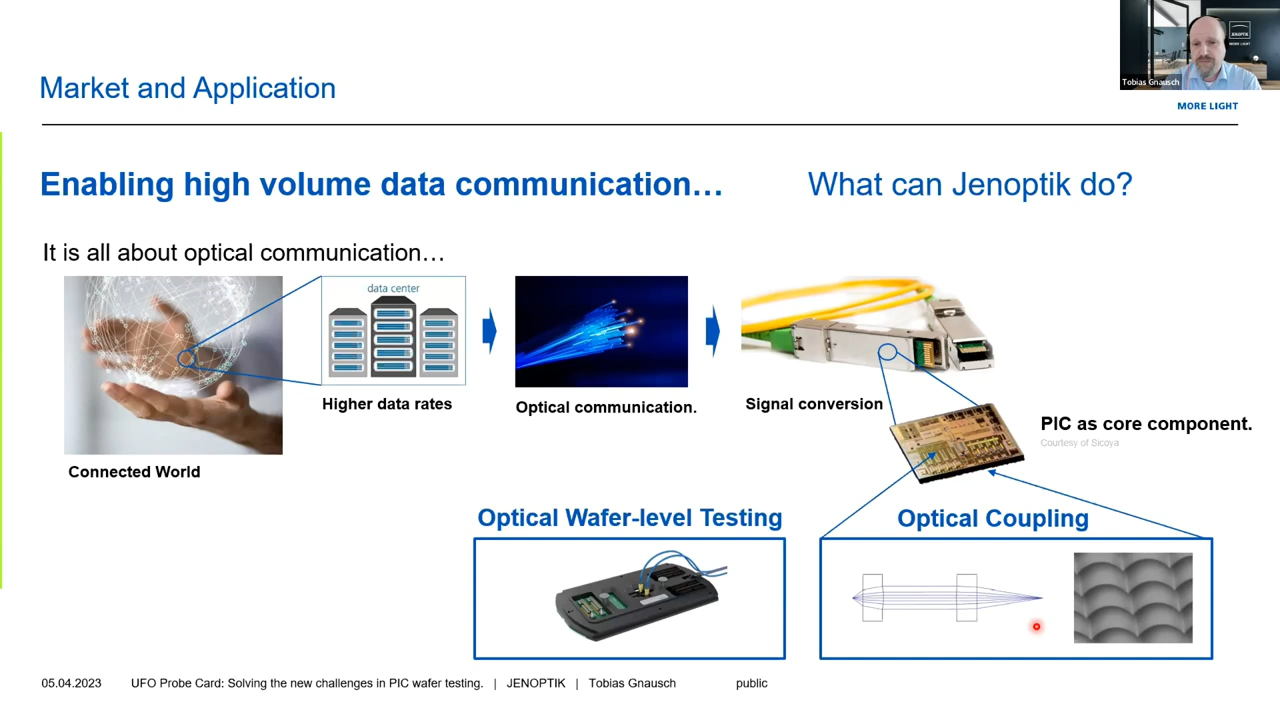 Market and Application
Tobias Gnausch
JENOPTIK
MORE LIGHT
MORE LIGHT
Enabling high volume data communication…
What can Jenoptik do?
It is all about optical communication…
data center
Higher data rates
Optical communication.
Signal conversion
PIC as core component.
Courtesy of Sicoya
Connected World
Optical Wafer-level Testing
Optical Coupling
05.04.2023 UFO Probe Card: Solving the new challenges in PIC wafer testing. | JENOPTIK | Tobias Gnausch public